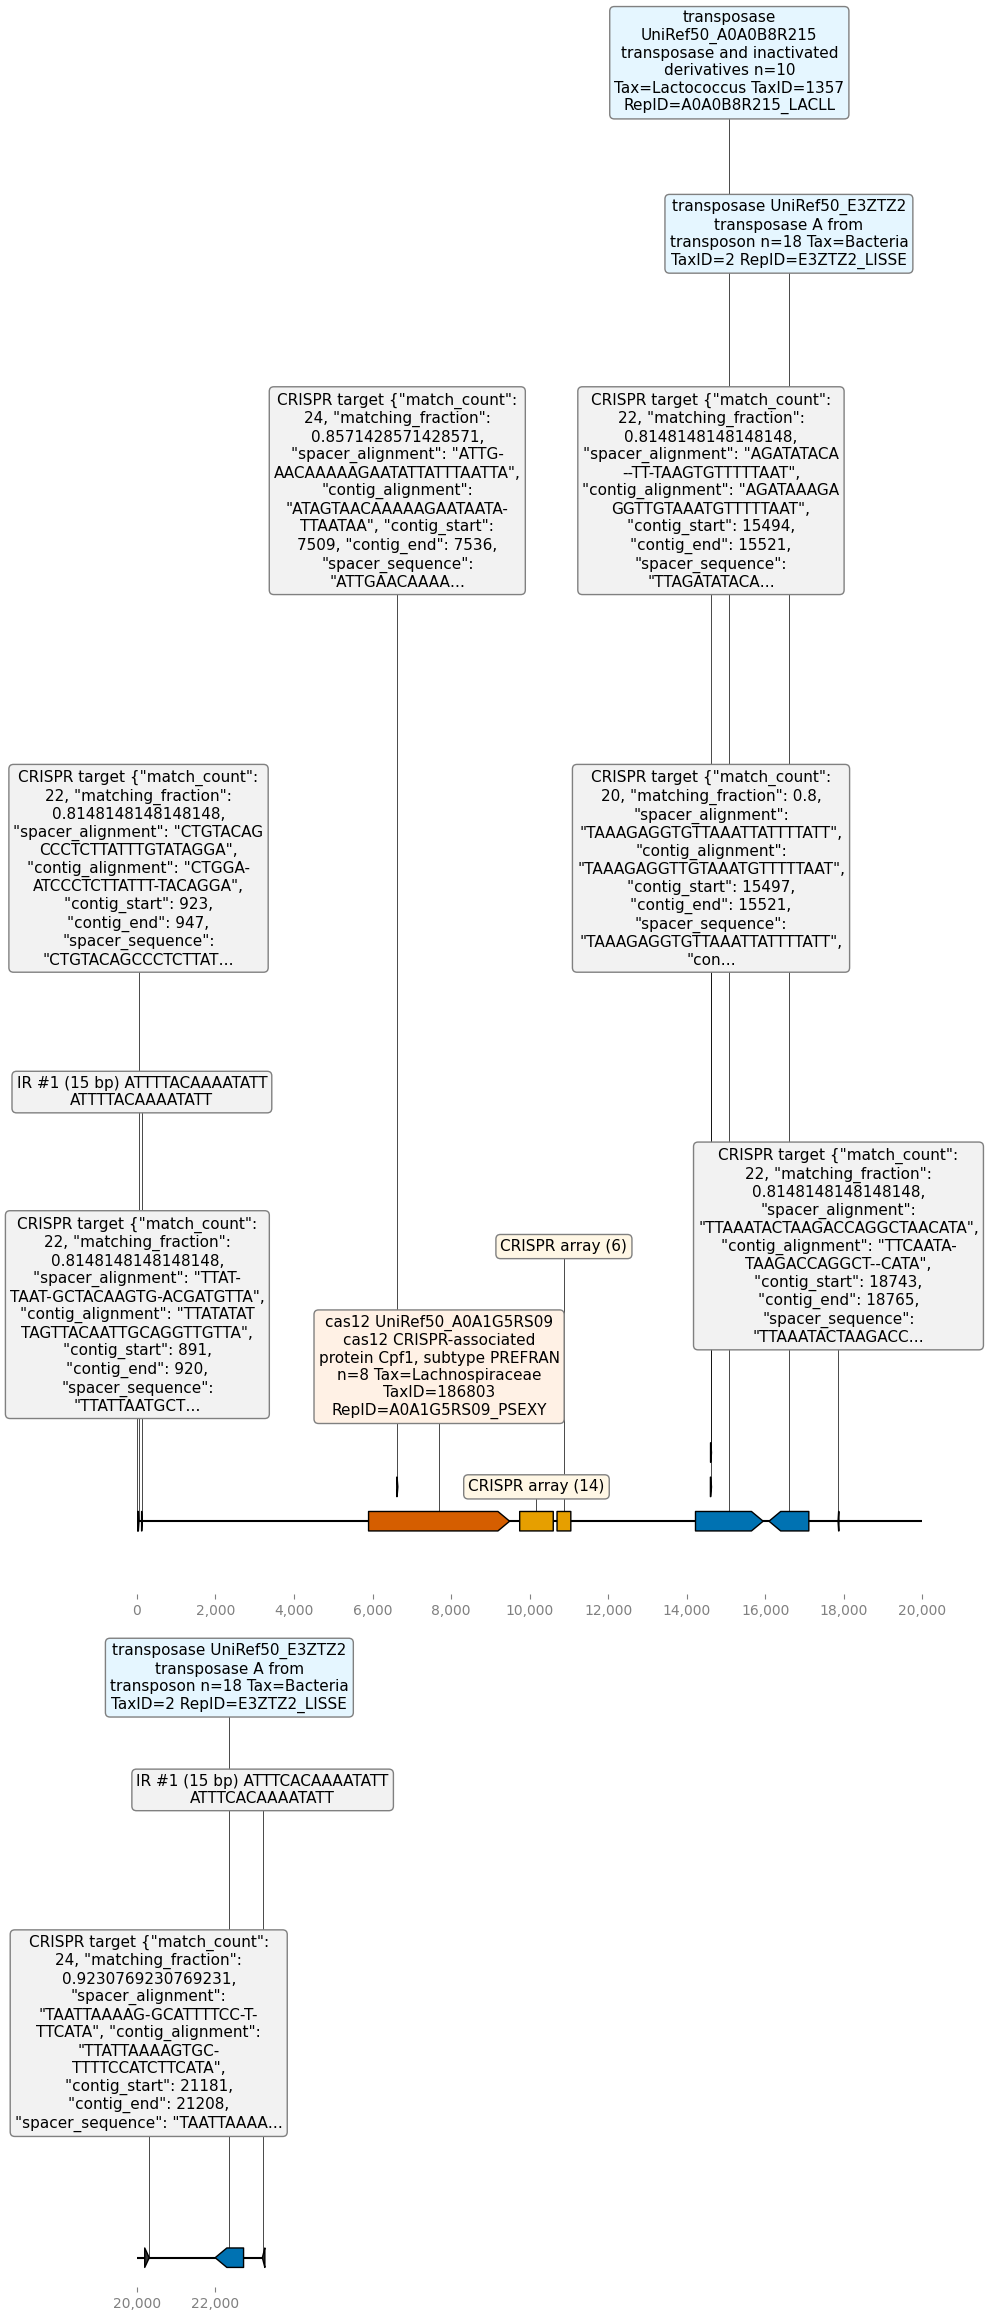 transposase
UniRef50_A0A0B8R215
transposase and inactivated
derivatives n=10
Tax=Lactococcus TaxID=1357
RepID=A0A0B8R215_LACLL
transposase UniRef50_E3ZTZ2
transposase A from
transposon n=18 Tax=Bacteria
TaxID=2 RepID=E3ZTZ2_LISSE
CRISPR target {"match_count":
24, "matching_fraction":
0.8571428571428571,
"spacer_alignment": "ATTG-
AACAAAAAGAATATTATTTAATTA",
"contig_alignment":
"ATAGTAACAAAAAGAATAATA-
TTAATAA", "contig_start":
7509, "contig_end": 7536,
"spacer_sequence":
"ATTGAACAAAA...
CRISPR target {"match_count":
22, "matching_fraction":
0.8148148148148148,
"spacer_alignment": "AGATATACA
--TT-TAAGTGTTTTTAAT",
"contig_alignment": "AGATAAAGA
GGTTGTAAATGTTTTTAAT",
"contig_start": 15494,
"contig_end": 15521,
"spacer_sequence":
"TTAGATATACA...
CRISPR target {"match_count":
22, "matching_fraction":
0.8148148148148148,
"spacer_alignment": "CTGTACAG
CCCTCTTATTTGTATAGGA",
"contig_alignment": "CTGGA-
ATCCCTCTTATTT-TACAGGA",
"contig_start": 923,
"contig_end": 947,
"spacer_sequence":
"CTGTACAGCCCTCTTAT...
CRISPR target {"match_count":
20, "matching_fraction": 0.8,
"spacer_alignment":
"TAAAGAGGTGTTAAATTATTTTATT",
"contig_alignment":
"TAAAGAGGTTGTAAATGTTTTTAAT",
"contig_start": 15497,
"contig_end": 15521,
"spacer_sequence":
"TAAAGAGGTGTTAAATTATTTTATT",
"con...
IR #1 (15 bp) ATTTTACAAAATATT
ATTTTACAAAATATT
CRISPR target {"match_count":
22, "matching_fraction":
0.8148148148148148,
"spacer_alignment":
"TTAAATACTAAGACCAGGCTAACATA",
"contig_alignment": "TTCAATA-
TAAGACCAGGCT--CATA",
"contig_start": 18743,
"contig_end": 18765,
"spacer_sequence":
"TTAAATACTAAGACC...
CRISPR target {"match_count":
22, "matching_fraction":
0.8148148148148148,
"spacer_alignment": "TTAT-
TAAT-GCTACAAGTG-ACGATGTTA",
"contig_alignment": "TTATATAT
TAGTTACAATTGCAGGTTGTTA",
"contig_start": 891,
"contig_end": 920,
"spacer_sequence":
"TTATTAATGCT...
CRISPR array (6)
cas12 UniRef50_A0A1G5RS09
cas12 CRISPR-associated
protein Cpf1, subtype PREFRAN
n=8 Tax=Lachnospiraceae
TaxID=186803
RepID=A0A1G5RS09_PSEXY
CRISPR array (14)
0 2,000 4,000 6,000 8,000 10,000 12,000 14,000 16,000 18,000 20,000
transposase UniRef50_E3ZTZ2
transposase A from
transposon n=18 Tax=Bacteria
TaxID=2 RepID=E3ZTZ2_LISSE
IR #1 (15 bp) ATTTCACAAAATATT
ATTTCACAAAATATT
CRISPR target {"match_count":
24, "matching_fraction":
0.9230769230769231,
"spacer_alignment":
"TAATTAAAAG-GCATTTTCC-T-
TTCATA", "contig_alignment":
"TTATTAAAAGTGC-
TTTTCCATCTTCATA",
"contig_start": 21181,
"contig_end": 21208,
"spacer_sequence": "TAATTAAAA...
20,000 22,000